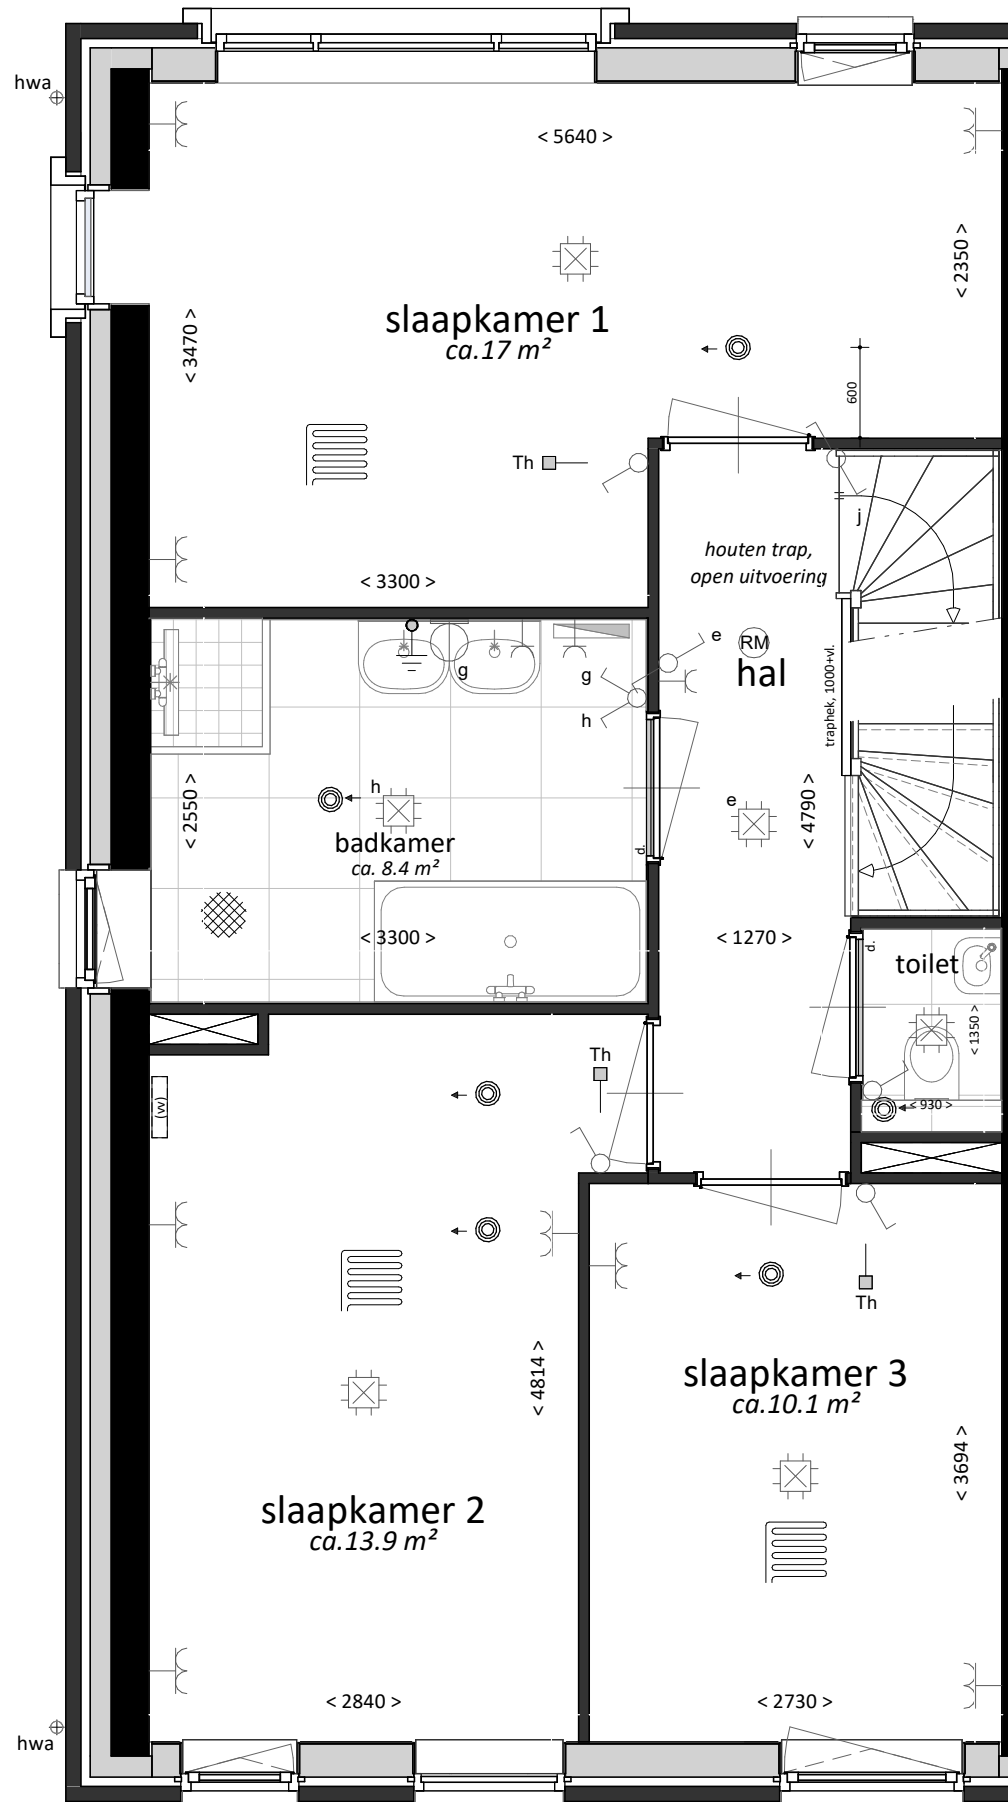 hwa
< 5640 >
< 2350 >
< 3470 >
slaapkamer 1
ca.17 m²
600
Th
j
houten trap,
open uitvoering
< 3300 >
e
RM
hal
g
g
h
traphek, 1000+vl.
h
< 2550 >
badkamer
ca. 8.4 m²
e
< 4790 >
d.
< 3300 >
< 1270 >
d.
toilet
< 1350 >
< 930 >
Th
(vv)
Th
< 4814 >
slaapkamer 3
ca.10.1 m²
< 3694 >
slaapkamer 2
ca.13.9 m²
< 2840 >
< 2730 >
hwa